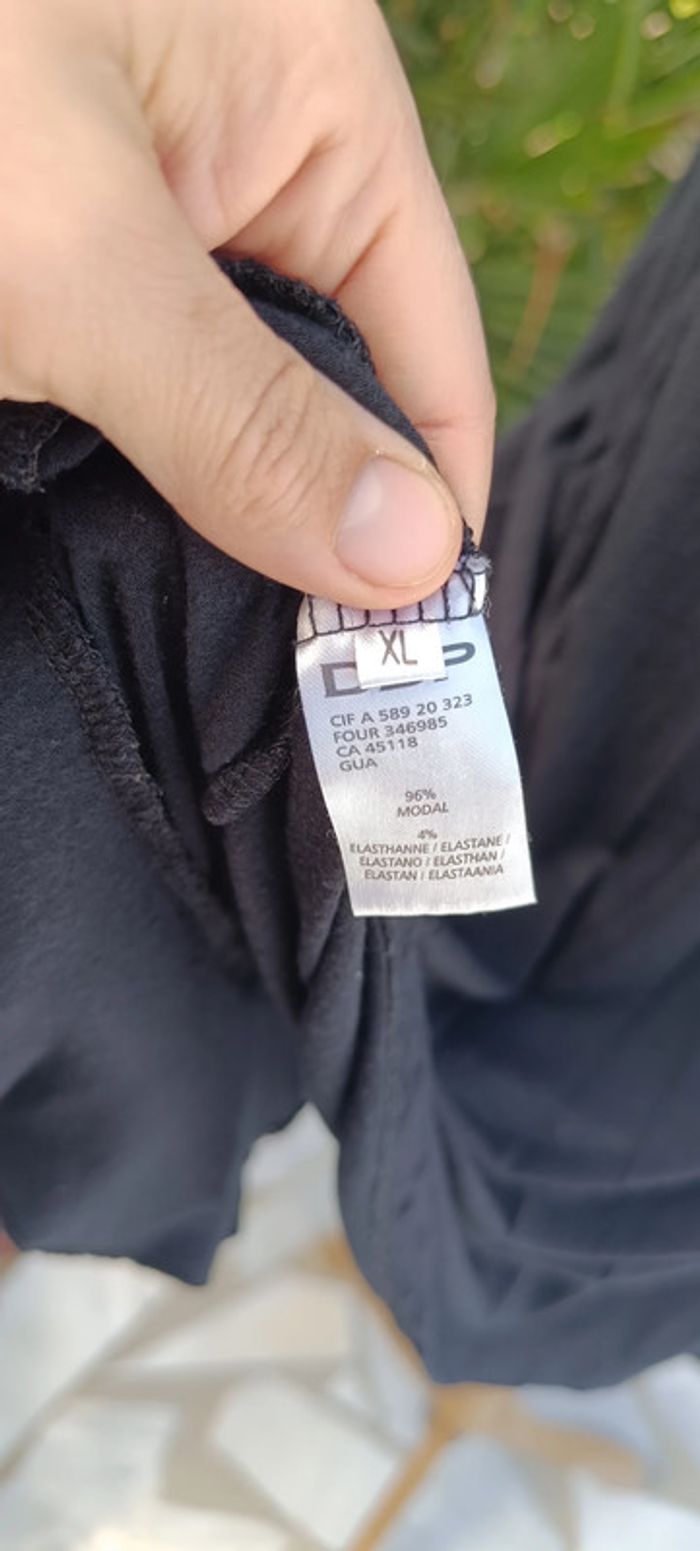 XL
CIF A 589 20 323
FOUR 346985
CA 45118
GUA
96%
MODAL
4%
ELASTHANNE / ELASTANE /
ELASTANO / ELASTHAN /
ELASTAN / ELASTAANIA